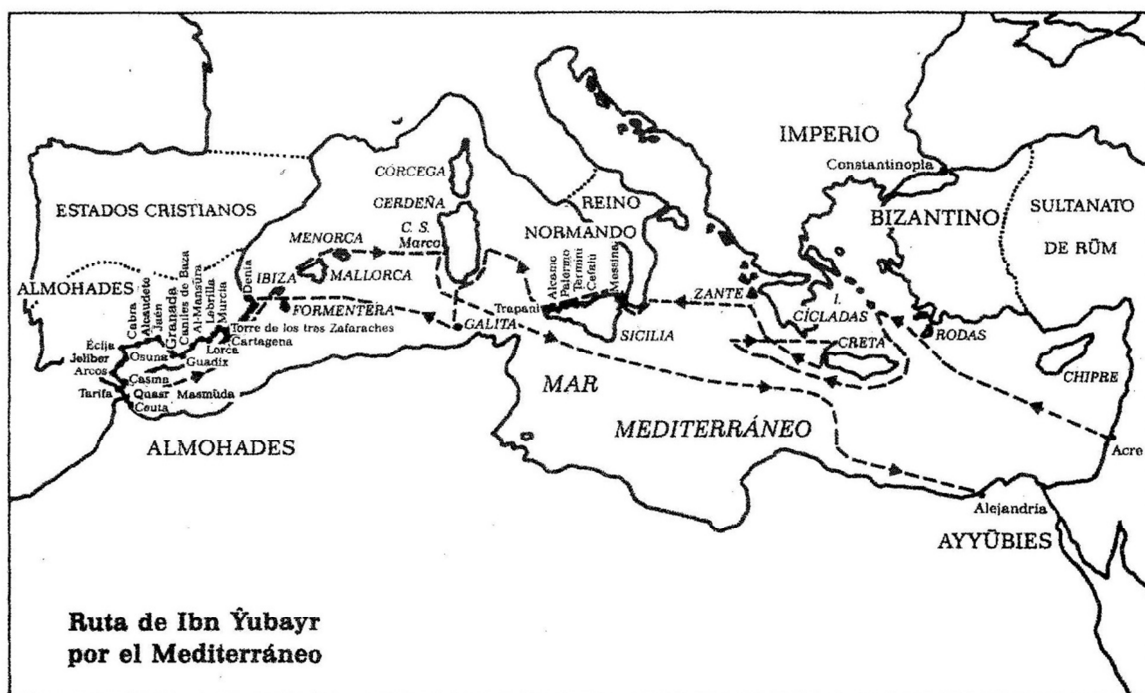 IMPERIO
Constantinopla
CÓRCEGA
CERDEÑA
REINO
BIZANTINO
SULTANATO
ESTADOS CRISTIANOS
C. S.
Marco
NORMANDO
DE RŪM
MENORCA
MALLORCA
IBIZA
FORMENTERA
ALMOHADES
Cabra
Alcaudete
Jaén
Granada
Caniles de Baza
Al-Mansūra
Lebrilla
Murcia
Denia
Trapani
Alcamo
Palermo
Termini
Cefalú
Messina
ZANTE
I.
CÍCLADAS
Torre de los tres Zafaraches
Cartagena
GALITA
SICILIA
CRETA
RODAS
CHIPRE
Écija
Osuna
Lorca
Guadix
Jeliber
Arcos
Casma
Tarifa
Quasr Masmūda
Ceuta
MAR
MEDITERRÁNEO
Acre
ALMOHADES
Alejandría
AYYŪBIES
Ruta de Ibn Ŷubayr
por el Mediterráneo